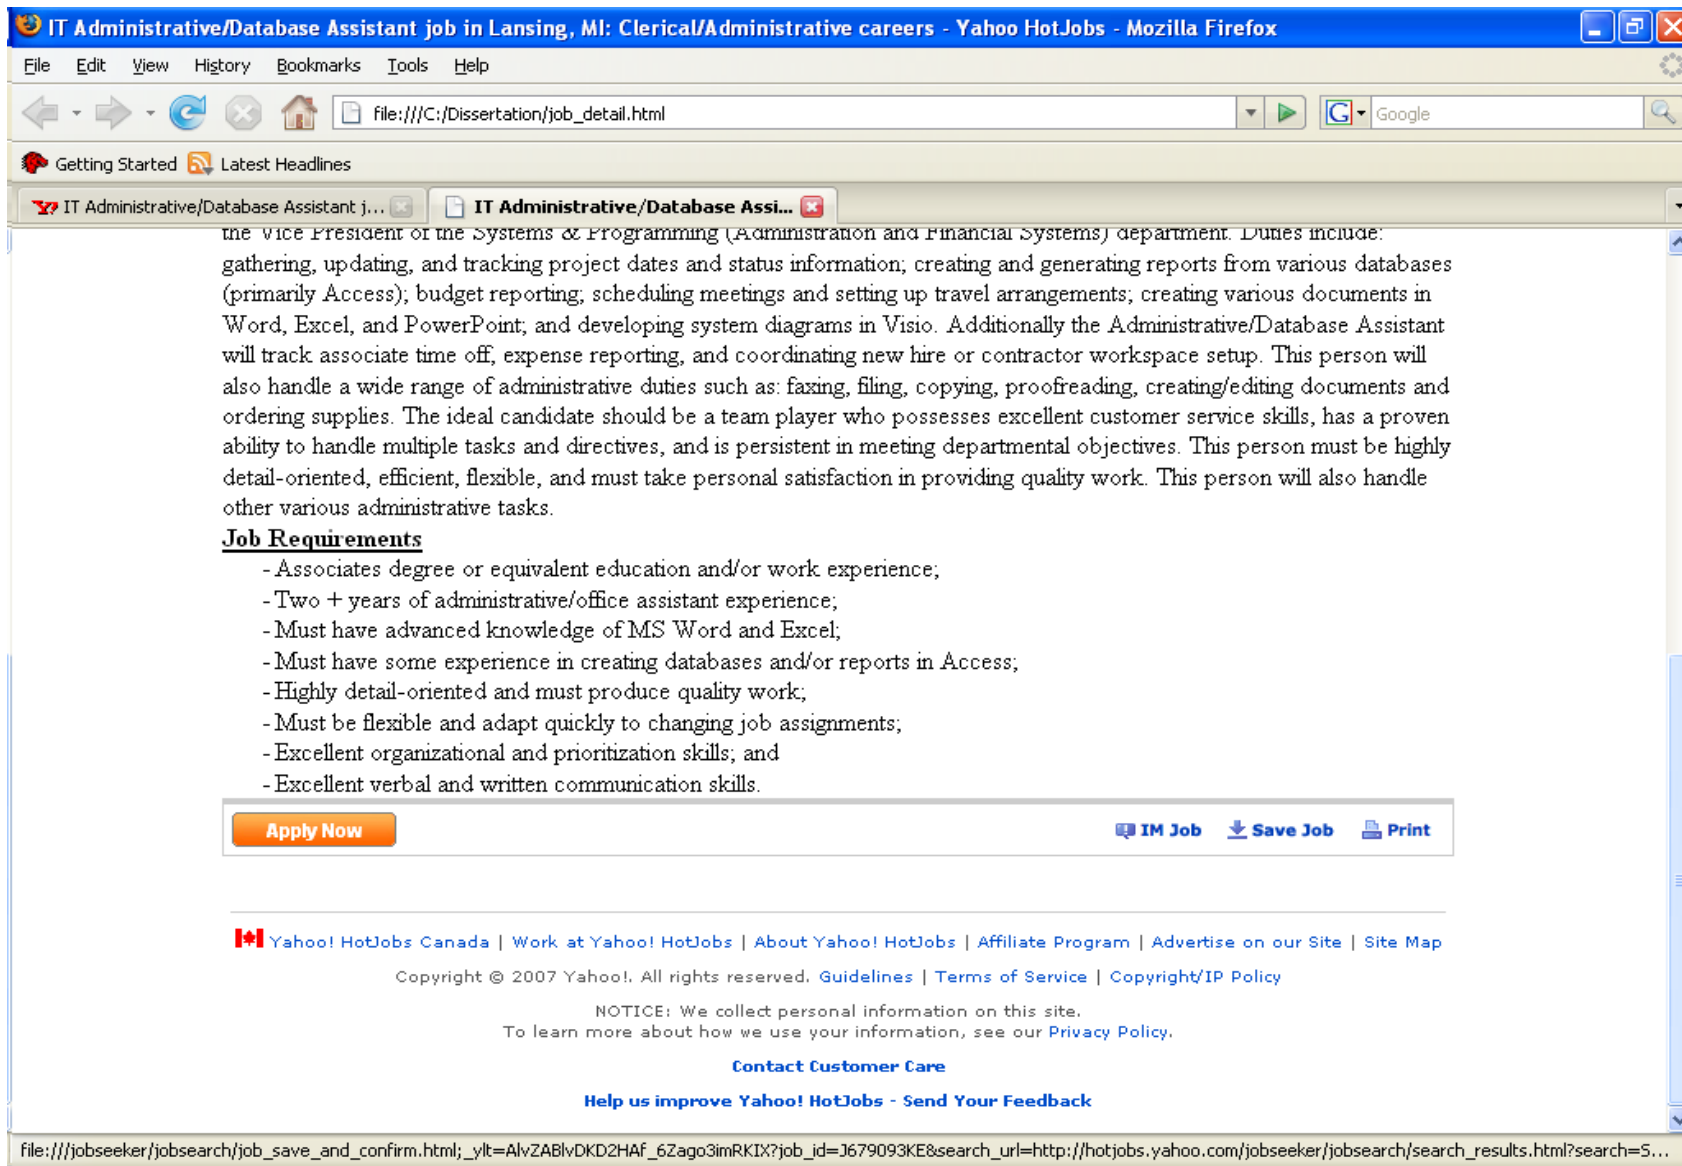 IT Administrative/Database Assistant job in Lansing, MI: Clerical/Administrative careers - Yahoo HotJobs - Mozilla Firefox
File Edit View History Bookmarks Tools Help
file:///C:/Dissertation/job_detail.html
G Google
Getting Started Latest Headlines
Y! IT Administrative/Database Assistant j...
IT Administrative/Database Assi...
the Vice President of the Systems & Programming (Administration and Financial Systems) department. Duties include:
gathering, updating, and tracking project dates and status information; creating and generating reports from various databases
(primarily Access); budget reporting; scheduling meetings and setting up travel arrangements; creating various documents in
Word, Excel, and PowerPoint; and developing system diagrams in Visio. Additionally the Administrative/Database Assistant
will track associate time off, expense reporting, and coordinating new hire or contractor workspace setup. This person will
also handle a wide range of administrative duties such as: faxing, filing, copying, proofreading, creating/editing documents and
ordering supplies. The ideal candidate should be a team player who possesses excellent customer service skills, has a proven
ability to handle multiple tasks and directives, and is persistent in meeting departmental objectives. This person must be highly
detail-oriented, efficient, flexible, and must take personal satisfaction in providing quality work. This person will also handle
other various administrative tasks.
Job Requirements
- Associates degree or equivalent education and/or work experience;
- Two + years of administrative/office assistant experience;
- Must have advanced knowledge of MS Word and Excel;
- Must have some experience in creating databases and/or reports in Access;
- Highly detail-oriented and must produce quality work;
- Must be flexible and adapt quickly to changing job assignments;
- Excellent organizational and prioritization skills; and
- Excellent verbal and written communication skills.
Apply Now IM Job Save Job Print
Yahoo! HotJobs Canada | Work at Yahoo! HotJobs | About Yahoo! HotJobs | Affiliate Program | Advertise on our Site | Site Map
Copyright © 2007 Yahoo!. All rights reserved. Guidelines | Terms of Service | Copyright/IP Policy
NOTICE: We collect personal information on this site.
To learn more about how we use your information, see our Privacy Policy.
Contact Customer Care
Help us improve Yahoo! HotJobs - Send Your Feedback
file:///jobseeker/jobsearch/job_save_and_confirm.html;_ylt=AlvZABlvDKD2HAf_6Zago3imRKIX?job_id=J679093KE&search_url=http://hotjobs.yahoo.com/jobseeker/jobsearch/search_results.html?search=S...